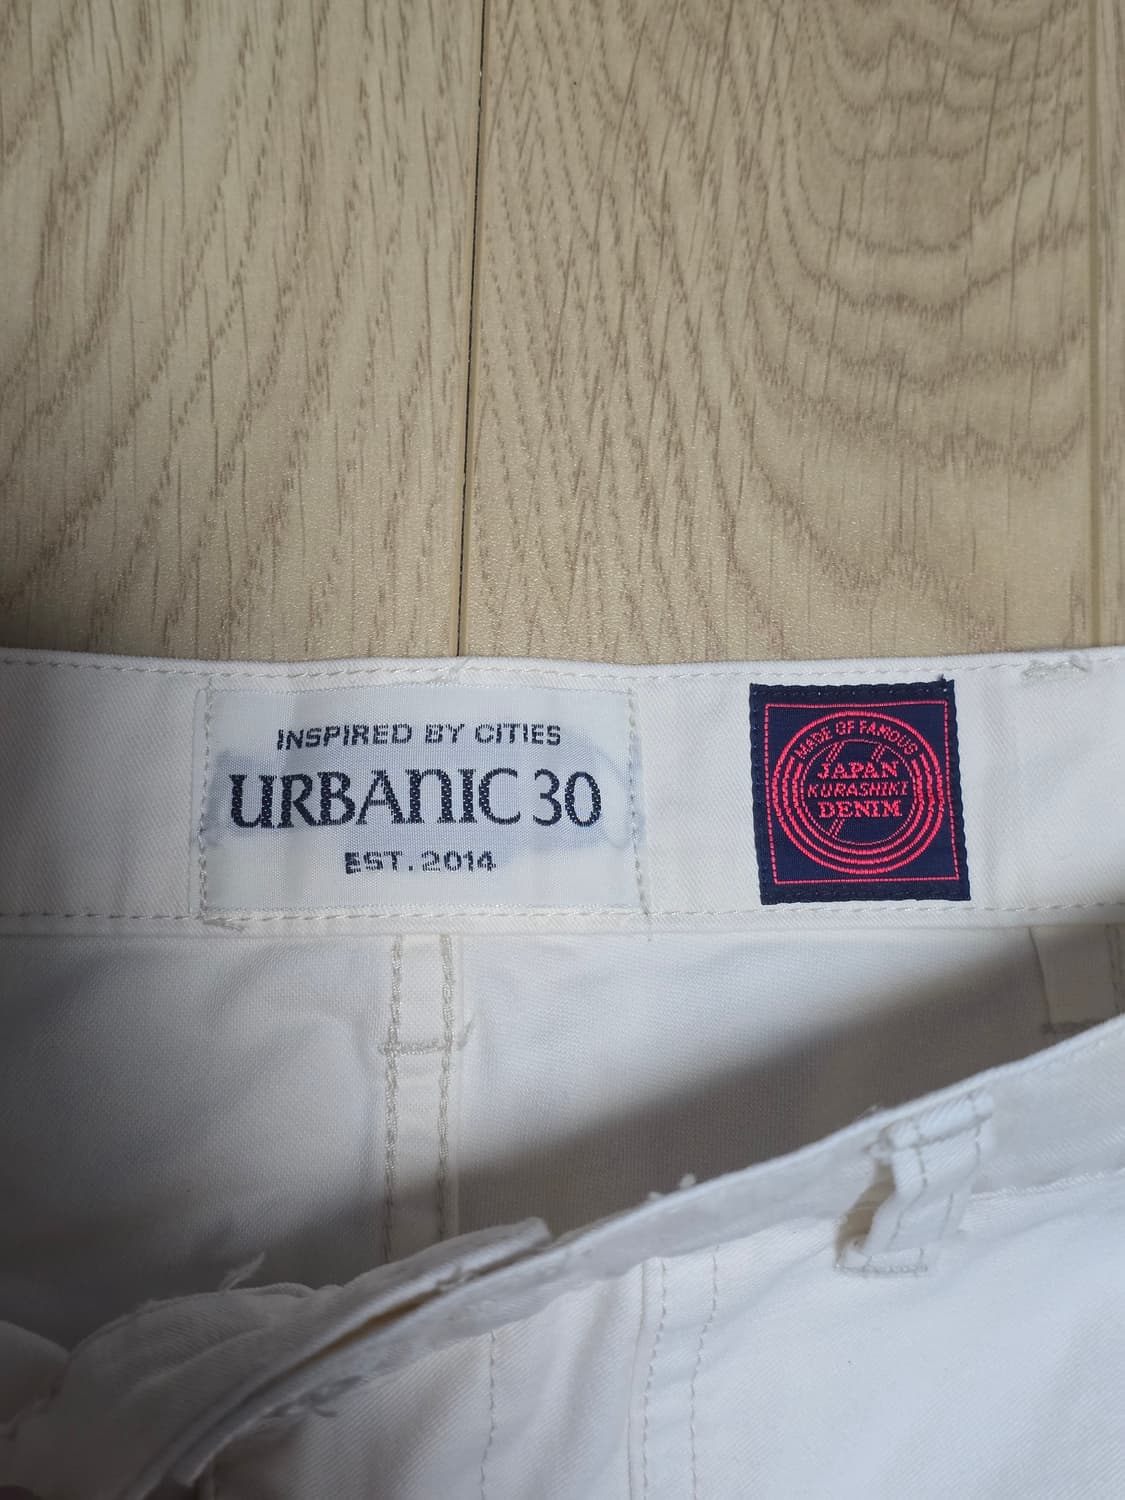 INSPIRED BY CITIES
URBANIC 30
EST. 2014
MADE OF FAMOUS
JAPAN
KURASHIKI
DENIM